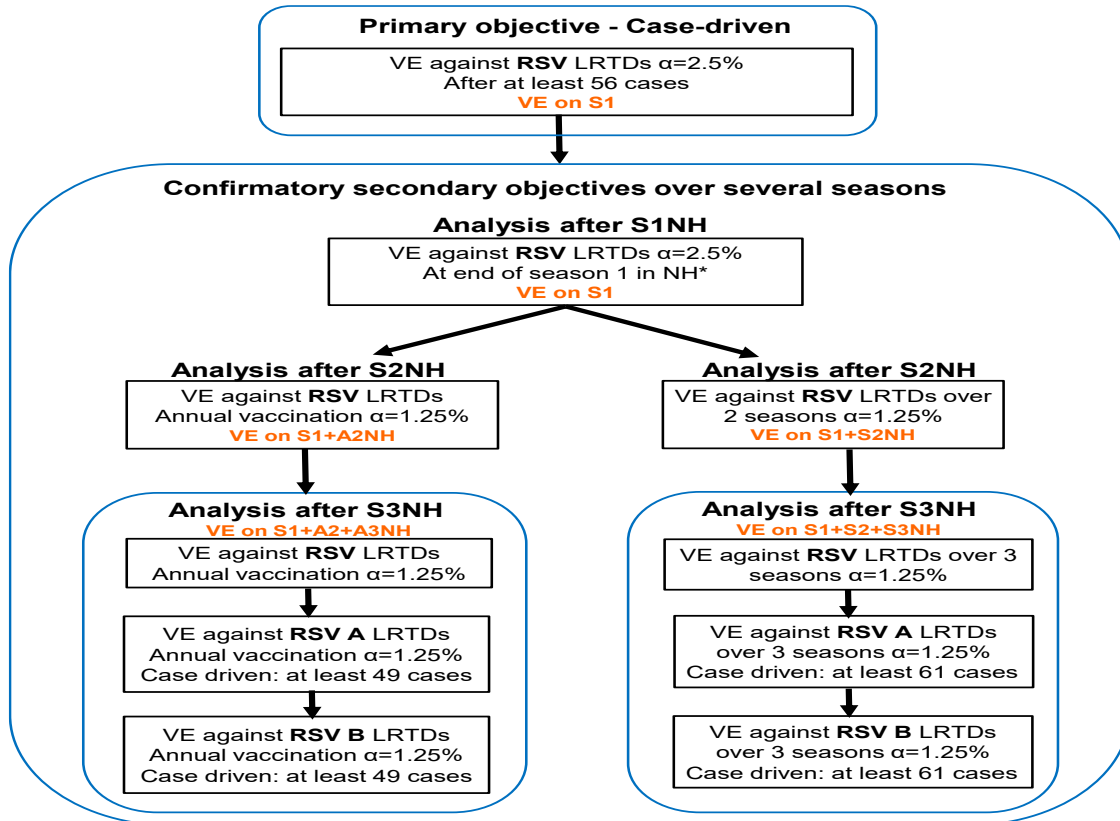 Primary objective - Case-driven
VE against RSV LRTDs α=2.5%
After at least 56 cases
VE on S1
Confirmatory secondary objectives over several seasons
Analysis after S1NH
VE against RSV LRTDs α=2.5%
At end of season 1 in NH*
VE on S1
Analysis after S2NH
VE against RSV LRTDs
Annual vaccination α=1.25%
VE on S1+A2NH
Analysis after S2NH
VE against RSV LRTDs over
2 seasons α=1.25%
VE on S1+S2NH
Analysis after S3NH
VE on S1+A2+A3NH
VE against RSV LRTDs
Annual vaccination α=1.25%
VE against RSV A LRTDs
Annual vaccination α=1.25%
Case driven: at least 49 cases
VE against RSV B LRTDs
Annual vaccination α=1.25%
Case driven: at least 49 cases
Analysis after S3NH
VE on S1+S2+S3NH
VE against RSV LRTDs over 3
seasons α=1.25%
VE against RSV A LRTDs
over 3 seasons α=1.25%
Case driven: at least 61 cases
VE against RSV B LRTDs
over 3 seasons α=1.25%
Case driven: at least 61 cases